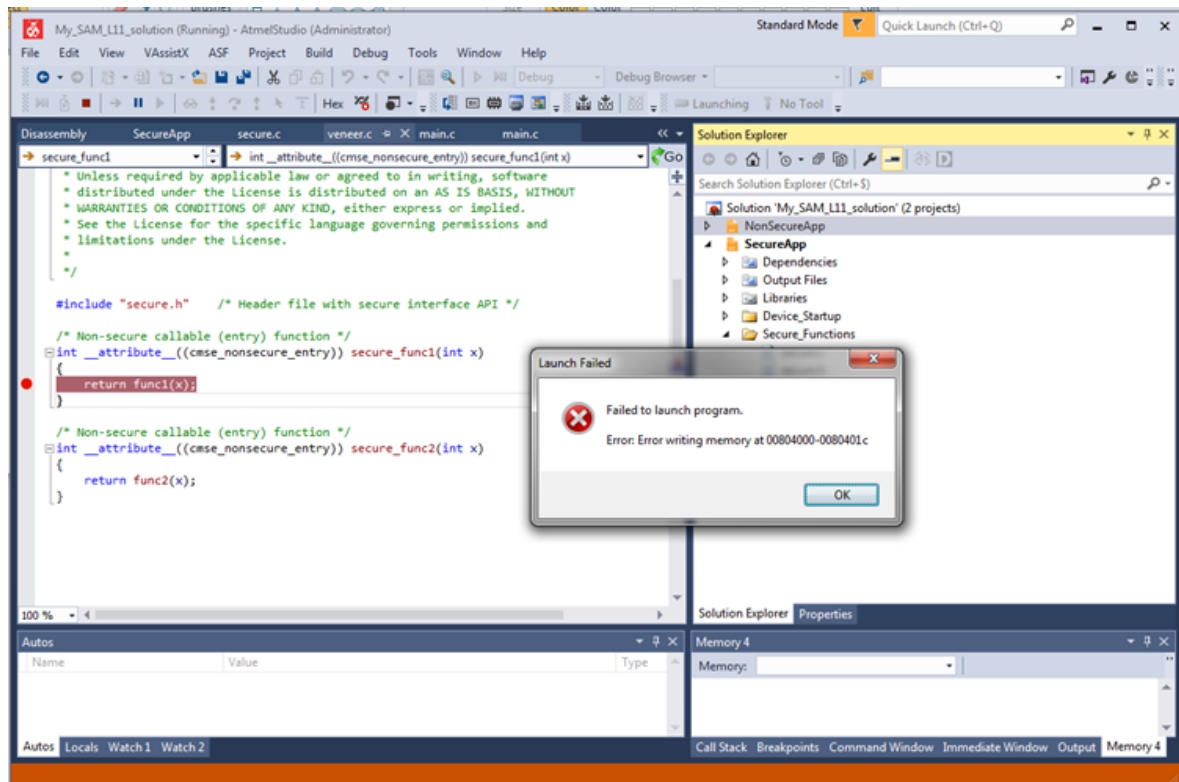 My_SAM_L11_solution (Running) - AtmelStudio (Administrator)
Standard Mode
Quick Launch (Ctrl+Q)
File Edit View VAssistX ASF Project Build Debug Tools Window Help
Debug Debug Browser
Hex Launching No Tool
Disassembly SecureApp secure.c veneer.c main.c main.c
secure_func1 int __attribute__((cmse_nonsecure_entry)) secure_func1(int x) Go
* Unless required by applicable law or agreed to in writing, software
* distributed under the License is distributed on an AS IS BASIS, WITHOUT
* WARRANTIES OR CONDITIONS OF ANY KIND, either express or implied.
* See the License for the specific language governing permissions and
* limitations under the License.
*
*/
#include "secure.h" /* Header file with secure interface API */
/* Non-secure callable (entry) function */
int __attribute__((cmse_nonsecure_entry)) secure_func1(int x)
{
return func1(x);
}
/* Non-secure callable (entry) function */
int __attribute__((cmse_nonsecure_entry)) secure_func2(int x)
{
return func2(x);
}
100 %
Solution Explorer
Search Solution Explorer (Ctrl+$)
Solution 'My_SAM_L11_solution' (2 projects)
NonSecureApp
SecureApp
Dependencies
Output Files
Libraries
Device_Startup
Secure_Functions
Launch Failed
Failed to launch program.
Error: Error writing memory at 00804000-0080401c
OK
Solution Explorer Properties
Autos
Name Value Type
Autos Locals Watch 1 Watch 2
Memory 4
Memory:
Call Stack Breakpoints Command Window Immediate Window Output Memory 4